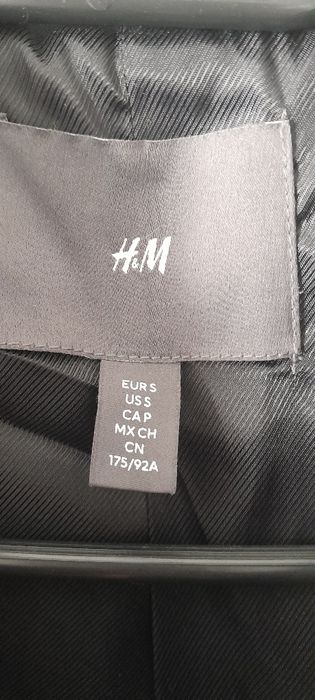 H&M
EUR S
US S
CA P
MX CH
CN
175/92A